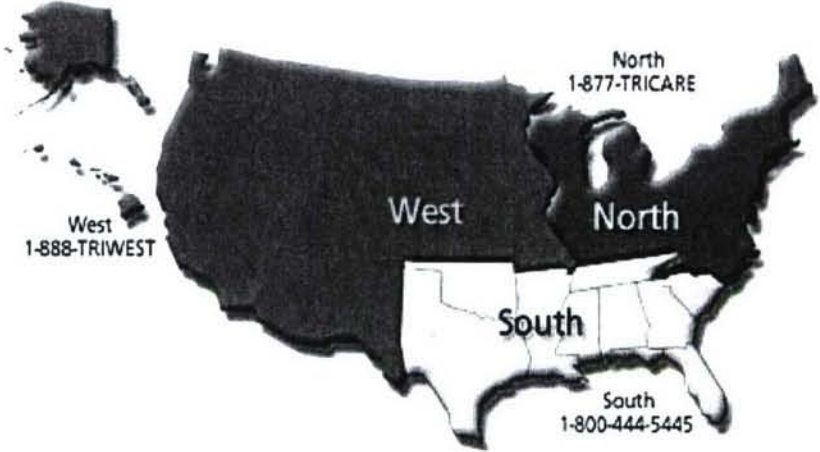 North
1-877-TRICARE
West
North
West
1-888-TRIWEST
South
South
1-800-444-5445